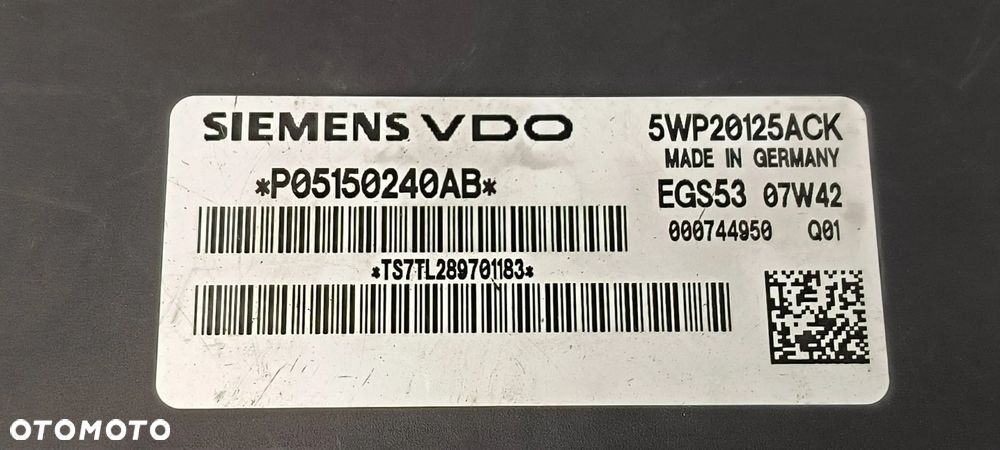 SIEMENS VDO 5WP20125ACK
MADE IN GERMANY
*P05150240AB* EGS53 07W42
000744950 Q01
*TS7TL289701183*
OTOMOTO